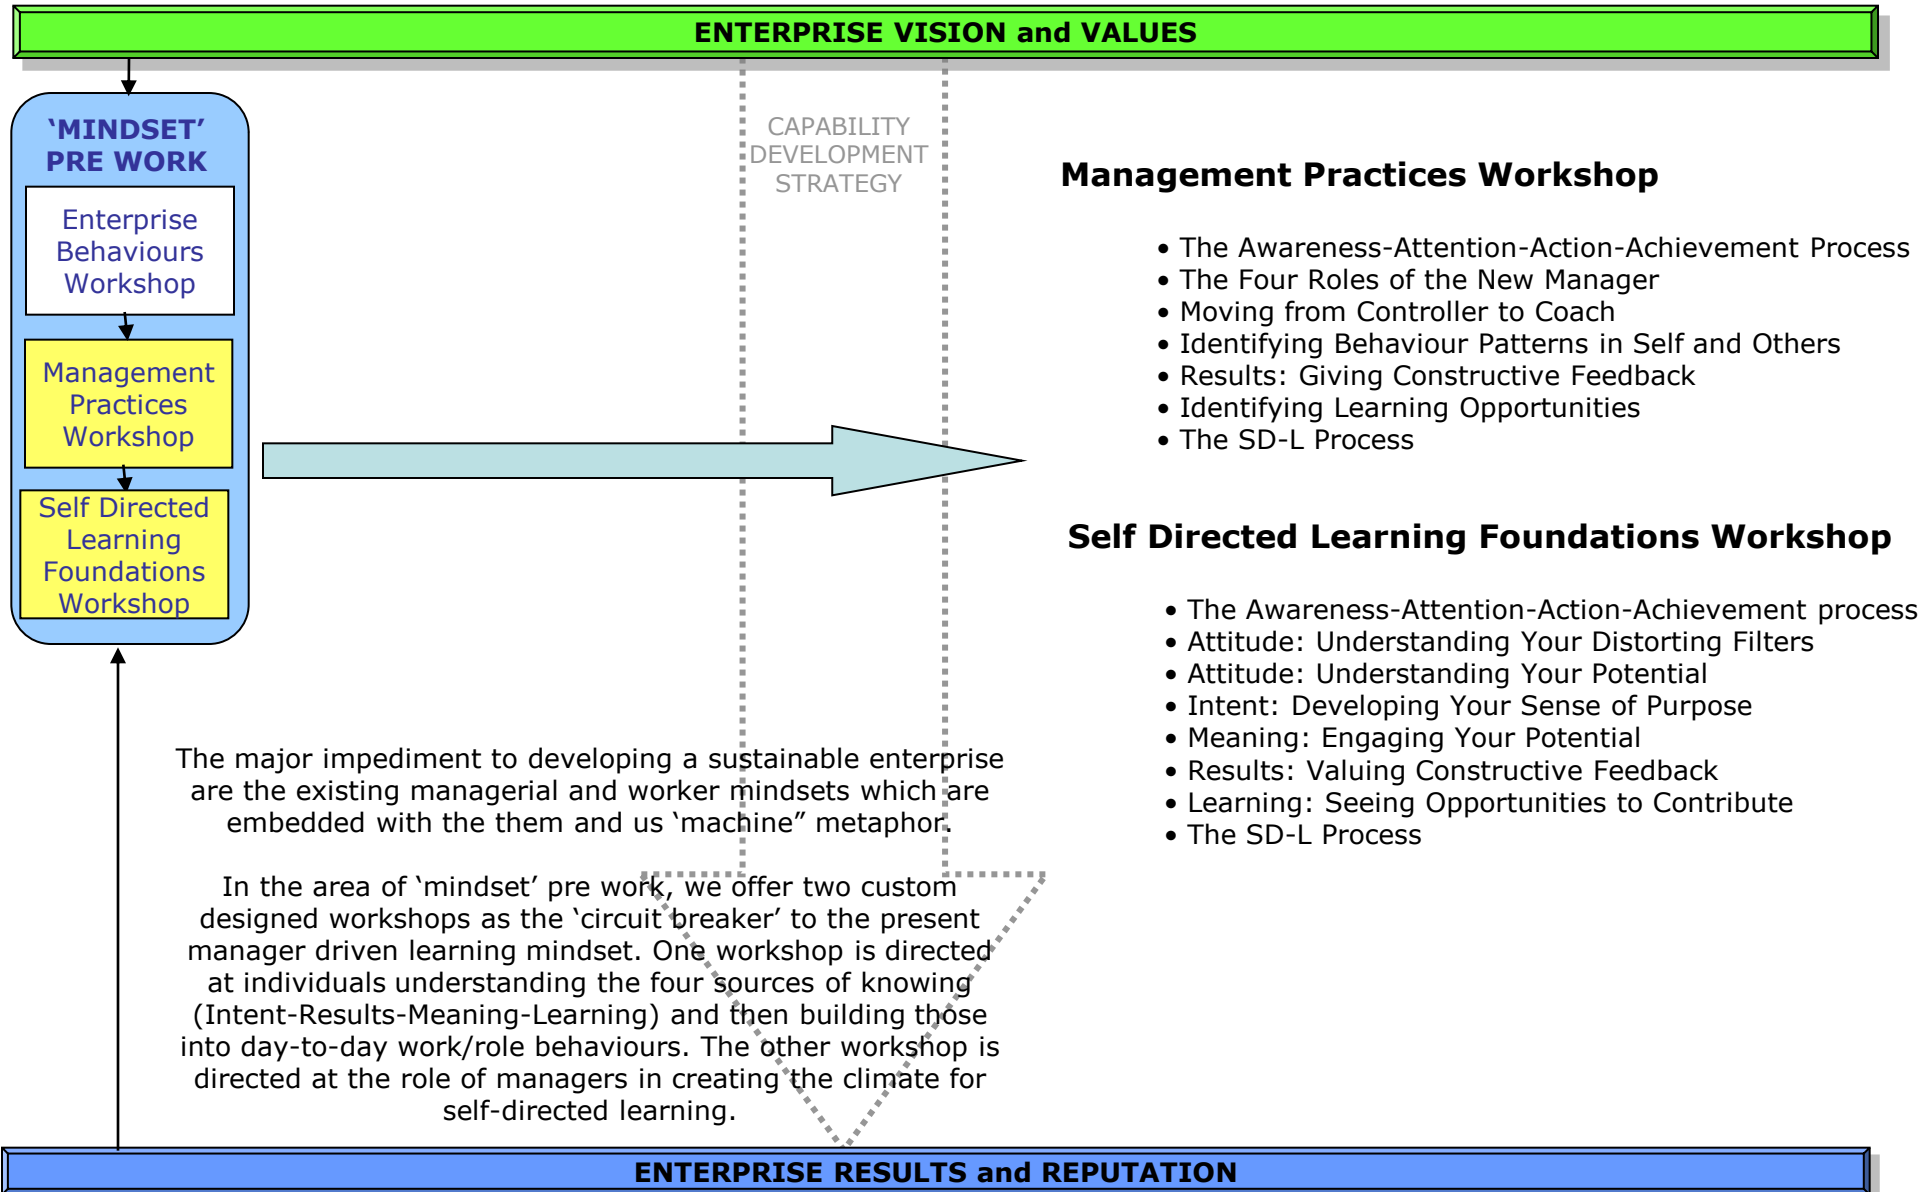 ENTERPRISE VISION and VALUES
‘MINDSET’
PRE WORK
Enterprise
Behaviours
Workshop
Management
Practices
Workshop
Self Directed
Learning
Foundations
Workshop
CAPABILITY
DEVELOPMENT
STRATEGY
Management Practices Workshop
• The Awareness-Attention-Action-Achievement Process
• The Four Roles of the New Manager
• Moving from Controller to Coach
• Identifying Behaviour Patterns in Self and Others
• Results: Giving Constructive Feedback
• Identifying Learning Opportunities
• The SD-L Process
Self Directed Learning Foundations Workshop
• The Awareness-Attention-Action-Achievement process
• Attitude: Understanding Your Distorting Filters
• Attitude: Understanding Your Potential
• Intent: Developing Your Sense of Purpose
• Meaning: Engaging Your Potential
• Results: Valuing Constructive Feedback
• Learning: Seeing Opportunities to Contribute
• The SD-L Process
The major impediment to developing a sustainable enterprise
are the existing managerial and worker mindsets which are
embedded with the them and us ‘machine” metaphor.
In the area of ‘mindset’ pre work, we offer two custom
designed workshops as the ‘circuit breaker’ to the present
manager driven learning mindset. One workshop is directed
at individuals understanding the four sources of knowing
(Intent-Results-Meaning-Learning) and then building those
into day-to-day work/role behaviours. The other workshop is
directed at the role of managers in creating the climate for
self-directed learning.
ENTERPRISE RESULTS and REPUTATION